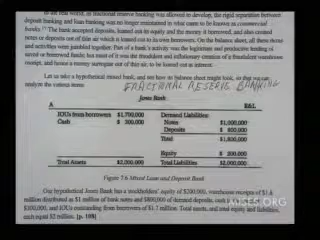 In the real world, as fractional reserve banking was allowed to develop, the rigid separation between
deposit banking and loan banking was no longer maintained in what came to be known as commercial
banks. The bank accepted deposits, loaned out its equity and the money it borrowed, and also created
notes or deposits out of thin air which it loaned out to its own borrowers. On the balance sheet, all these items
and activities were jumbled together. Part of a bank's activity was the legitimate and productive lending of
saved or borrowed funds; but most of it was the fraudulent and inflationary creation of a fraudulent warehouse
receipt, and hence a money surrogate out of thin air, to be loaned out at interest.
Let us take a hypothetical mixed bank, and see how its balance sheet might look, so that we can
analyze the various items.
FRACTIONAL RESERVE BANKING
Jones Bank
A E&L
IOUs from borrowers $1,700,000 Demand Liabilities:
Cash $ 300,000 Notes $1,000,000
Deposits $ 800,000
Total $1,800,000
Equity $ 200,000
Total Assets $2,000,000 Total Liabilities $2,000,000
Figure 7.6 Mixed Loan and Deposit Bank
MISES.ORG
Our hypothetical Jones Bank has a stockholders' equity of $200,000, warehouse receipts of $1.8
million distributed as $1 million of bank notes and $800,000 of demand deposits, cash in the vault of
$300,000, and IOUs outstanding from borrowers of $1.7 million. Total assets, and total equity and liabilities,
each equal $2 million. [p. 108]